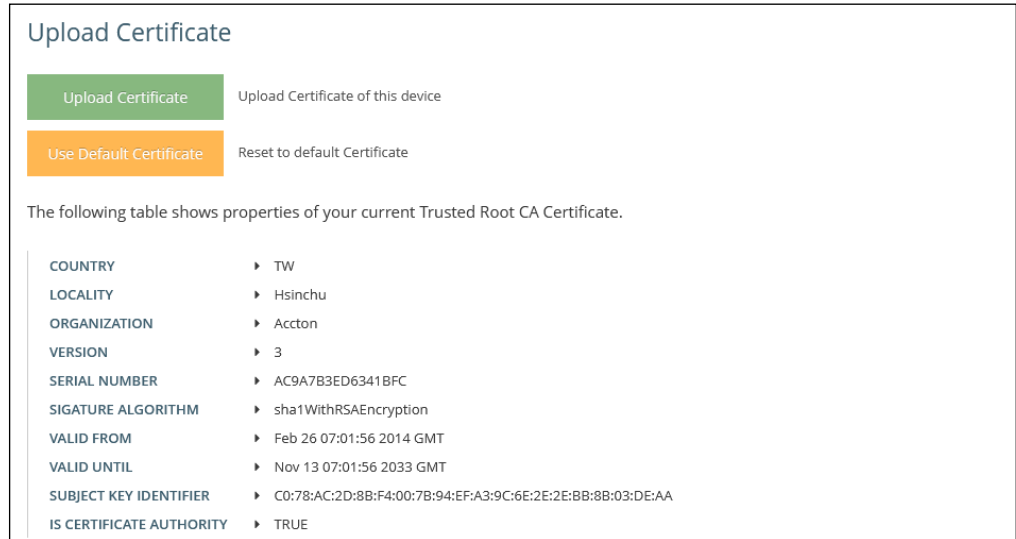 Upload Certificate
Upload Certificate Upload Certificate of this device
Use Default Certificate Reset to default Certificate
The following table shows properties of your current Trusted Root CA Certificate.
COUNTRY TW
LOCALITY Hsinchu
ORGANIZATION Accton
VERSION 3
SERIAL NUMBER AC9A7B3ED6341BFC
SIGATURE ALGORITHM sha1WithRSAEncryption
VALID FROM Feb 26 07:01:56 2014 GMT
VALID UNTIL Nov 13 07:01:56 2033 GMT
SUBJECT KEY IDENTIFIER C0:78:AC:2D:8B:F4:00:7B:94:EF:A3:9C:6E:2E:2E:BB:8B:03:DE:AA
IS CERTIFICATE AUTHORITY TRUE